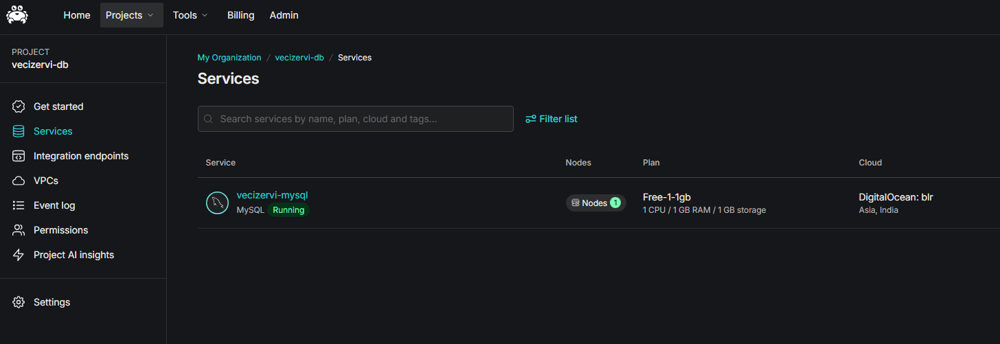 Home Projects Tools Billing Admin
PROJECT
vecizervi-db
Get started
Services
Integration endpoints
VPCs
Event log
Permissions
Project AI insights
Settings
My Organization / vecizervi-db / Services
Services
Search services by name, plan, cloud and tags...
Filter list
Service Nodes Plan Cloud
vecizervi-mysql
MySQL Running
Nodes 1
Free-1-1gb
1 CPU / 1 GB RAM / 1 GB storage
DigitalOcean: blr
Asia, India